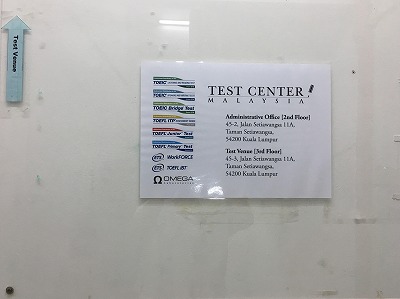 Test Venue
TOEIC
TOEIC
TOEIC Bridge Test
TOEFL ITP
TOEFL Junior Test
TOEFL Primary Test
ETS WorkFORCE
ETS TOEFL iBT
OMEGA
TEST CENTER
MALAYSIA
Administrative Office [2nd Floor]
45-2, Jalan Setiawangsa 11A,
Taman Setiawangsa,
54200 Kuala Lumpur
Test Venue [3rd Floor]
45-3, Jalan Setiawangsa 11A,
Taman Setiawangsa,
54200 Kuala Lumpur